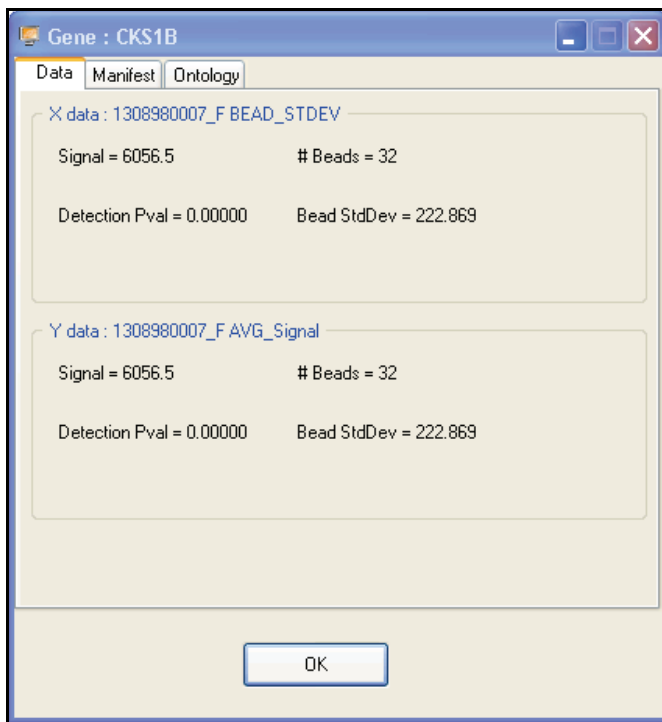 Gene : CKS1B
Data Manifest Ontology
X data : 1308980007_F BEAD_STDEV
Signal = 6056.5 # Beads = 32
Detection Pval = 0.00000 Bead StdDev = 222.869
Y data : 1308980007_F AVG_Signal
Signal = 6056.5 # Beads = 32
Detection Pval = 0.00000 Bead StdDev = 222.869
OK